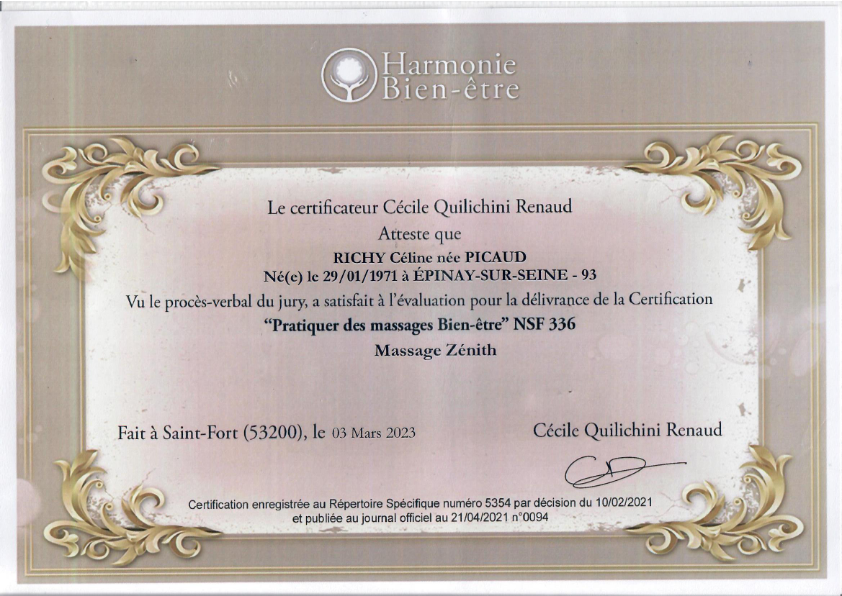 Harmonie
Bien-être
Le certificateur Cécile Quilichini Renaud
Atteste que
RICHY Céline née PICAUD
Né(e) le 29/01/1971 à ÉPINAY-SUR-SEINE - 93
Vu le procès-verbal du jury, a satisfait à l'évaluation pour la délivrance de la Certification
“Pratiquer des massages Bien-être” NSF 336
Massage Zénith
Fait à Saint-Fort (53200), le 03 Mars 2023
Cécile Quilichini Renaud
Certification enregistrée au Répertoire Spécifique numéro 5354 par décision du 10/02/2021
et publiée au journal officiel au 21/04/2021 n°0094